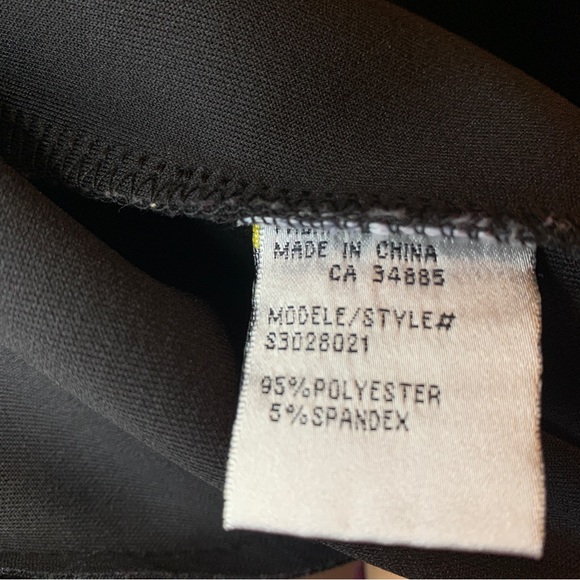 MADE IN CHINA
CA 34885
MODELE/STYLE#
S3028021
95%POLYESTER
5%SPANDEX